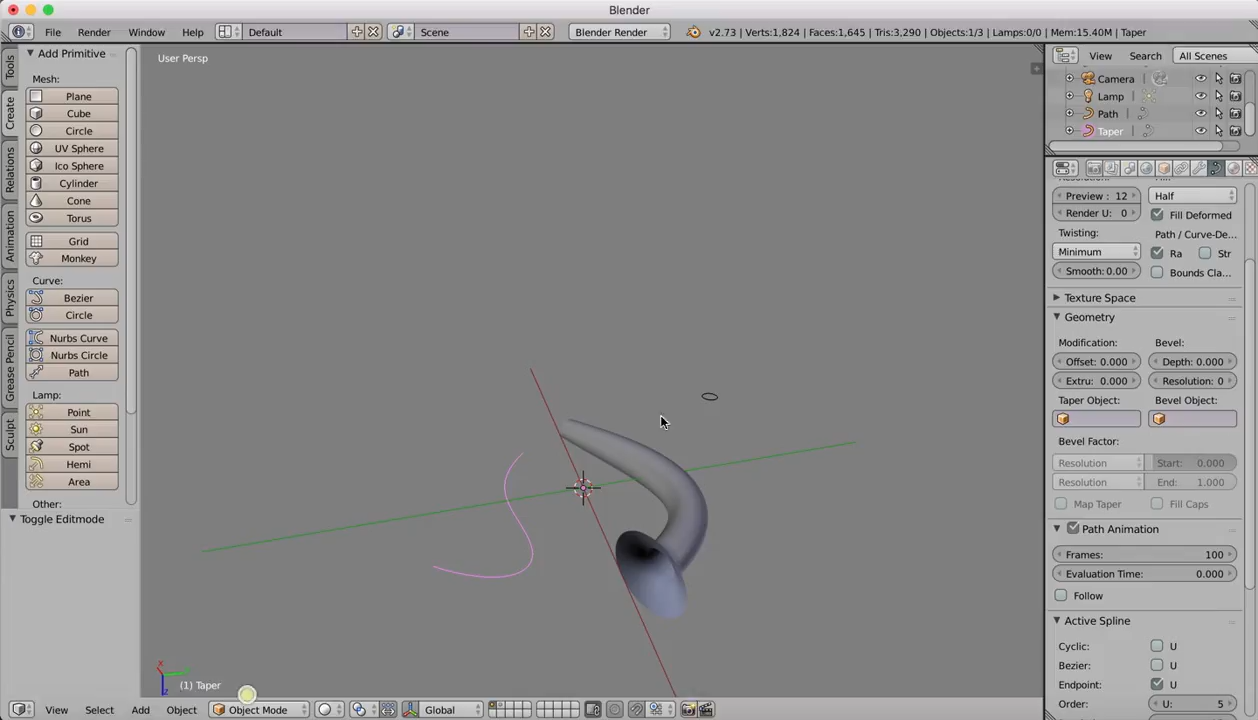 Blender
File Render Window Help Default Scene Blender Render v2.73 | Verts:1,824 | Faces:1,645 | Tris:3,290 | Objects:1/3 | Lamps:0/0 | Mem:15.40M | Taper
Tools
Create
Relations
Animation
Physics
Grease Pencil
Sculpt
Add Primitive
Mesh:
Plane
Cube
Circle
UV Sphere
Ico Sphere
Cylinder
Cone
Torus
Grid
Monkey
Curve:
Bezier
Circle
Nurbs Curve
Nurbs Circle
Path
Lamp:
Point
Sun
Spot
Hemi
Area
Other:
Toggle Editmode
User Persp
(1) Taper
View Select Add Object Object Mode Global
View Search All Scenes
Camera
Lamp
Path
Taper
Preview : 12 Half
Render U: 0 Fill Deformed
Twisting: Path / Curve-De...
Minimum Ra Str
Smooth: 0.00 Bounds Cla...
Texture Space
Geometry
Modification: Bevel:
Offset: 0.000 Depth: 0.000
Extru: 0.000 Resolution: 0
Taper Object: Bevel Object:
Bevel Factor:
Resolution Start: 0.000
Resolution End: 1.000
Map Taper Fill Caps
Path Animation
Frames: 100
Evaluation Time: 0.000
Follow
Active Spline
Cyclic: U
Bezier: U
Endpoint: U
Order: U: 5